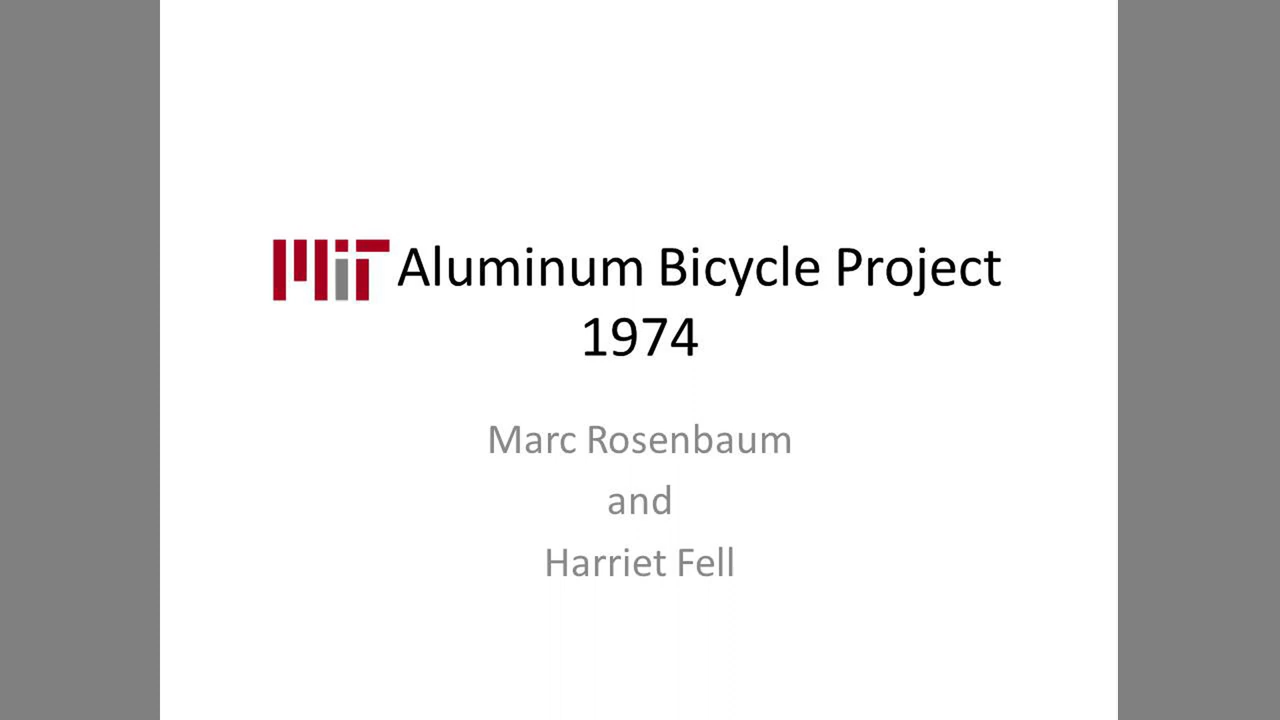 MIT Aluminum Bicycle Project
1974
Marc Rosenbaum
and
Harriet Fell